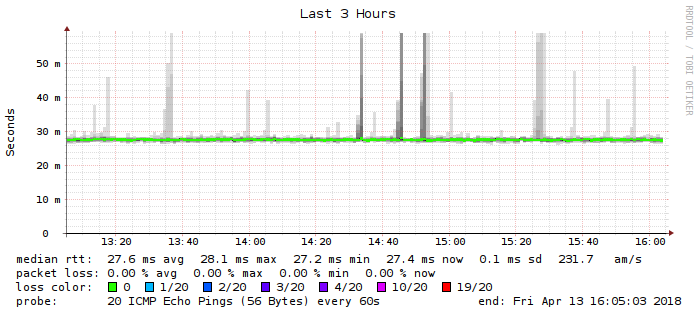 Last 3 Hours
RRDTOOL / TOBI OETIKER
Seconds
50 m
40 m
30 m
20 m
10 m
0
13:20 13:40 14:00 14:20 14:40 15:00 15:20 15:40 16:00
median rtt: 27.6 ms avg 28.1 ms max 27.2 ms min 27.4 ms now 0.1 ms sd 231.7 am/s
packet loss: 0.00 % avg 0.00 % max 0.00 % min 0.00 % now
loss color: 0 1/20 2/20 3/20 4/20 10/20 19/20
probe: 20 ICMP Echo Pings (56 Bytes) every 60s end: Fri Apr 13 16:05:03 2018